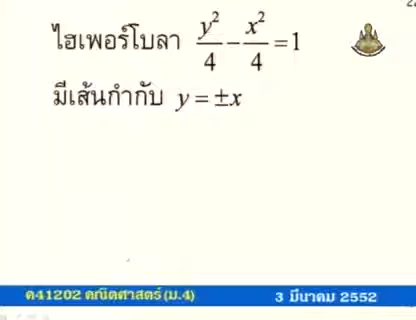 ไฮเพอร์โบลา y²/4 − x²/4 = 1
มีเส้นกำกับ y = ±x
ค41202 คณิตศาสตร์ (ม.4) 3 มีนาคม 2552